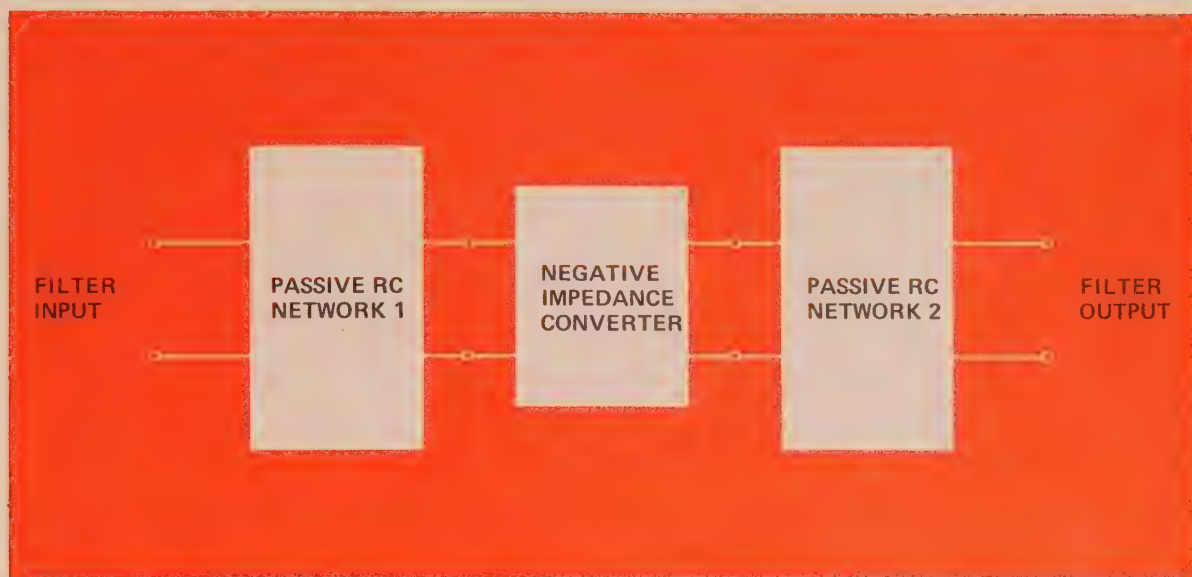 FILTER
INPUT
PASSIVE RC
NETWORK 1
NEGATIVE
IMPEDANCE
CONVERTER
PASSIVE RC
NETWORK 2
FILTER
OUTPUT